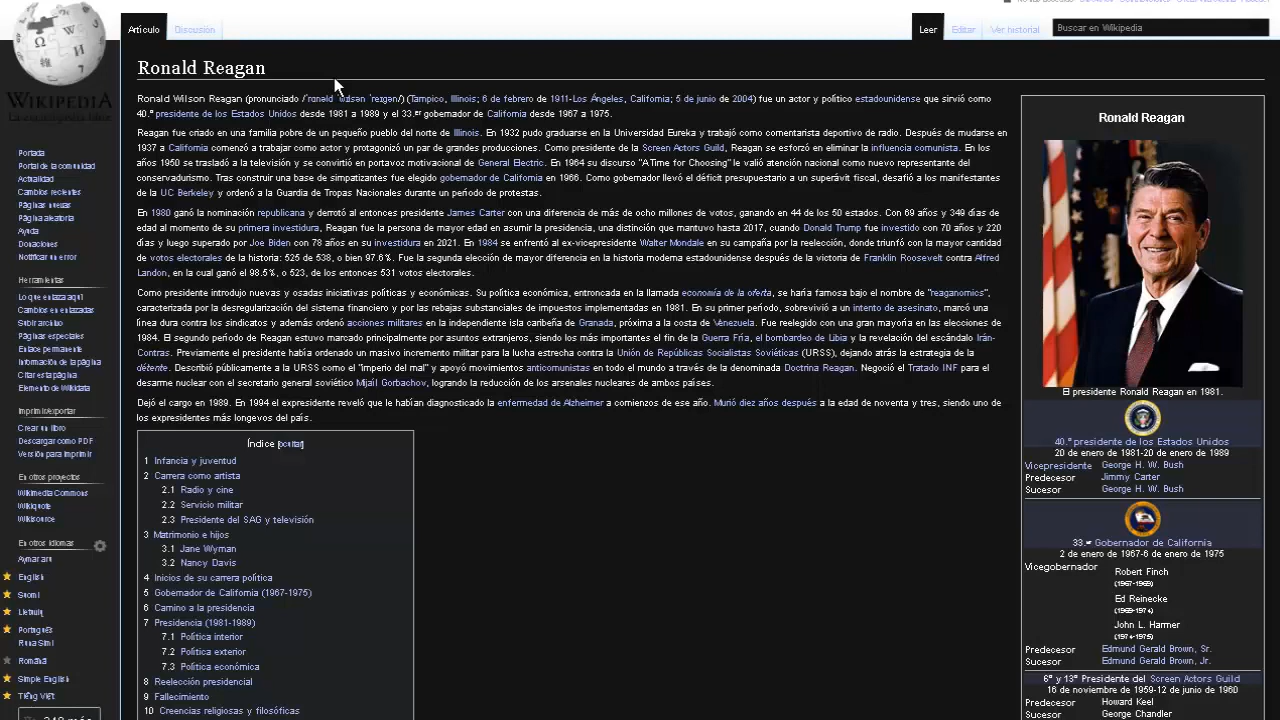 Artículo
Discusión
Leer
Editar
Ver historial
Buscar en Wikipedia
WIKIPEDIA
La enciclopedia libre
Portada
Portal de la comunidad
Actualidad
Cambios recientes
Páginas nuevas
Página aleatoria
Ayuda
Donaciones
Notificar un error
Herramientas
Lo que enlaza aquí
Cambios en enlazadas
Subir archivo
Páginas especiales
Enlace permanente
Información de la página
Citar esta página
Elemento de Wikidata
Imprimir/exportar
Crear un libro
Descargar como PDF
Versión para imprimir
En otros proyectos
Wikimedia Commons
Wikiquote
Wikisource
En otros idiomas
Aymar aru
English
Suomi
Lietuvių
Português
Runa Simi
Română
Simple English
Tiếng Việt
Ronald Reagan
Ronald Wilson Reagan (pronunciado (Tampico, Illinois; 6 de febrero de 1911-Los Ángeles, California; 5 de junio de 2004) fue un actor y político estadounidense que sirvió como
40.º presidente de los Estados Unidos desde 1981 a 1989 y el 33.er gobernador de California desde 1967 a 1975.
Reagan fue criado en una familia pobre de un pequeño pueblo del norte de Illinois. En 1932 pudo graduarse en la Universidad Eureka y trabajó como comentarista deportivo de radio. Después de mudarse en
1937 a California comenzó a trabajar como actor y protagonizó un par de grandes producciones. Como presidente de la Screen Actors Guild, Reagan se esforzó en eliminar la influencia comunista. En los
años 1950 se trasladó a la televisión y se convirtió en portavoz motivacional de General Electric. En 1964 su discurso "A Time for Choosing" le valió atención nacional como nuevo representante del
conservadurismo. Tras construir una base de simpatizantes fue elegido gobernador de California en 1966. Como gobernador llevó el déficit presupuestario a un superávit fiscal, desafió a los manifestantes
de la UC Berkeley y ordenó a la Guardia de Tropas Nacionales durante un periodo de protestas.
En 1980 ganó la nominación republicana y derrotó al entonces presidente James Carter con una diferencia de más de ocho millones de votos, ganando en 44 de los 50 estados. Con 69 años y 349 días de
edad al momento de su primera investidura, Reagan fue la persona de mayor edad en asumir la presidencia, una distinción que mantuvo hasta 2017, cuando Donald Trump fue investido con 70 años y 220
días y luego superado por Joe Biden con 78 años en su investidura en 2021. En 1984 se enfrentó al ex-vicepresidente Walter Mondale en su campaña por la reelección, donde triunfó con la mayor cantidad
de votos electorales de la historia: 525 de 538, o bien 97.6%. Fue la segunda elección de mayor diferencia en la historia moderna estadounidense después de la victoria de Franklin Roosevelt contra Alfred
Landon, en la cual ganó el 98.5%, o 523, de los entonces 531 votos electorales.
Como presidente introdujo nuevas y osadas iniciativas políticas y económicas. Su política económica, entroncada en la llamada economía de la oferta, se haría famosa bajo el nombre de "reaganomics",
caracterizada por la desregularización del sistema financiero y por las rebajas substanciales de impuestos implementadas en 1981. En su primer periodo, sobrevivió a un intento de asesinato, marcó una
línea dura contra los sindicatos y además ordenó acciones militares en la independiente isla caribeña de Granada, próxima a la costa de Venezuela. Fue reelegido con una gran mayoría en las elecciones de
1984. El segundo periodo de Reagan estuvo marcado principalmente por asuntos extranjeros, siendo los más importantes el fin de la Guerra Fría, el bombardeo de Libia y la revelación del escándalo Irán-
Contras. Previamente el presidente había ordenado un masivo incremento militar para la lucha estrecha contra la Unión de Repúblicas Socialistas Soviéticas (URSS), dejando atrás la estrategia de la
détente. Describió públicamente a la URSS como el "imperio del mal" y apoyó movimientos anticomunistas en todo el mundo a través de la denominada Doctrina Reagan. Negoció el Tratado INF para el
desarme nuclear con el secretario general soviético Mijaíl Gorbachov, logrando la reducción de los arsenales nucleares de ambos países.
Dejó el cargo en 1989. En 1994 el expresidente reveló que le habían diagnosticado la enfermedad de Alzheimer a comienzos de ese año. Murió diez años después a la edad de noventa y tres, siendo uno de
los expresidentes más longevos del país.
Índice [ocultar]
1 Infancia y juventud
2 Carrera como artista
2.1 Radio y cine
2.2 Servicio militar
2.3 Presidente del SAG y televisión
3 Matrimonio e hijos
3.1 Jane Wyman
3.2 Nancy Davis
4 Inicios de su carrera política
5 Gobernador de California (1967-1975)
6 Camino a la presidencia
7 Presidencia (1981-1989)
7.1 Política interior
7.2 Política exterior
7.3 Política económica
8 Reelección presidencial
9 Fallecimiento
10 Creencias religiosas y filosóficas
Ronald Reagan
El presidente Ronald Reagan en 1981.
40.º presidente de los Estados Unidos
20 de enero de 1981-20 de enero de 1989
Vicepresidente George H. W. Bush
Predecesor Jimmy Carter
Sucesor George H. W. Bush
33.er Gobernador de California
2 de enero de 1967-6 de enero de 1975
Vicegobernador Robert Finch
(1967-1969)
Ed Reinecke
(1969-1974)
John L. Harmer
(1974-1975)
Predecesor Edmund Gerald Brown, Sr.
Sucesor Edmund Gerald Brown, Jr.
6º y 13º Presidente del Screen Actors Guild
16 de noviembre de 1959-12 de junio de 1960
Predecesor Howard Keel
Sucesor George Chandler